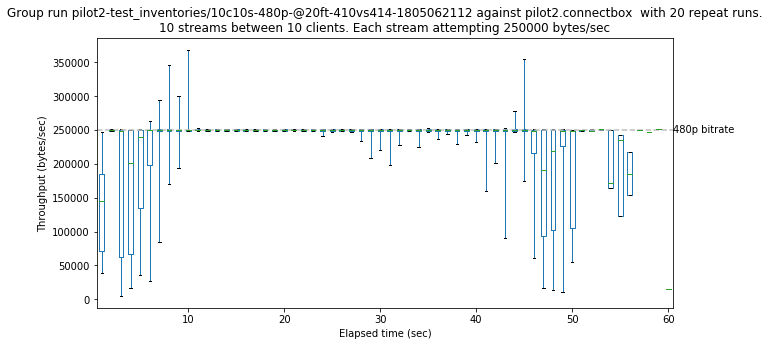 Group run pilot2-test_inventories/10c10s-480p-@20ft-410vs414-1805062112 against pilot2.connectbox  with 20 repeat runs.
10 streams between 10 clients. Each stream attempting 250000 bytes/sec
350000
300000
250000
200000
150000
100000
50000
0
Throughput (bytes/sec)
480p bitrate
10 20 30 40 50 60
Elapsed time (sec)